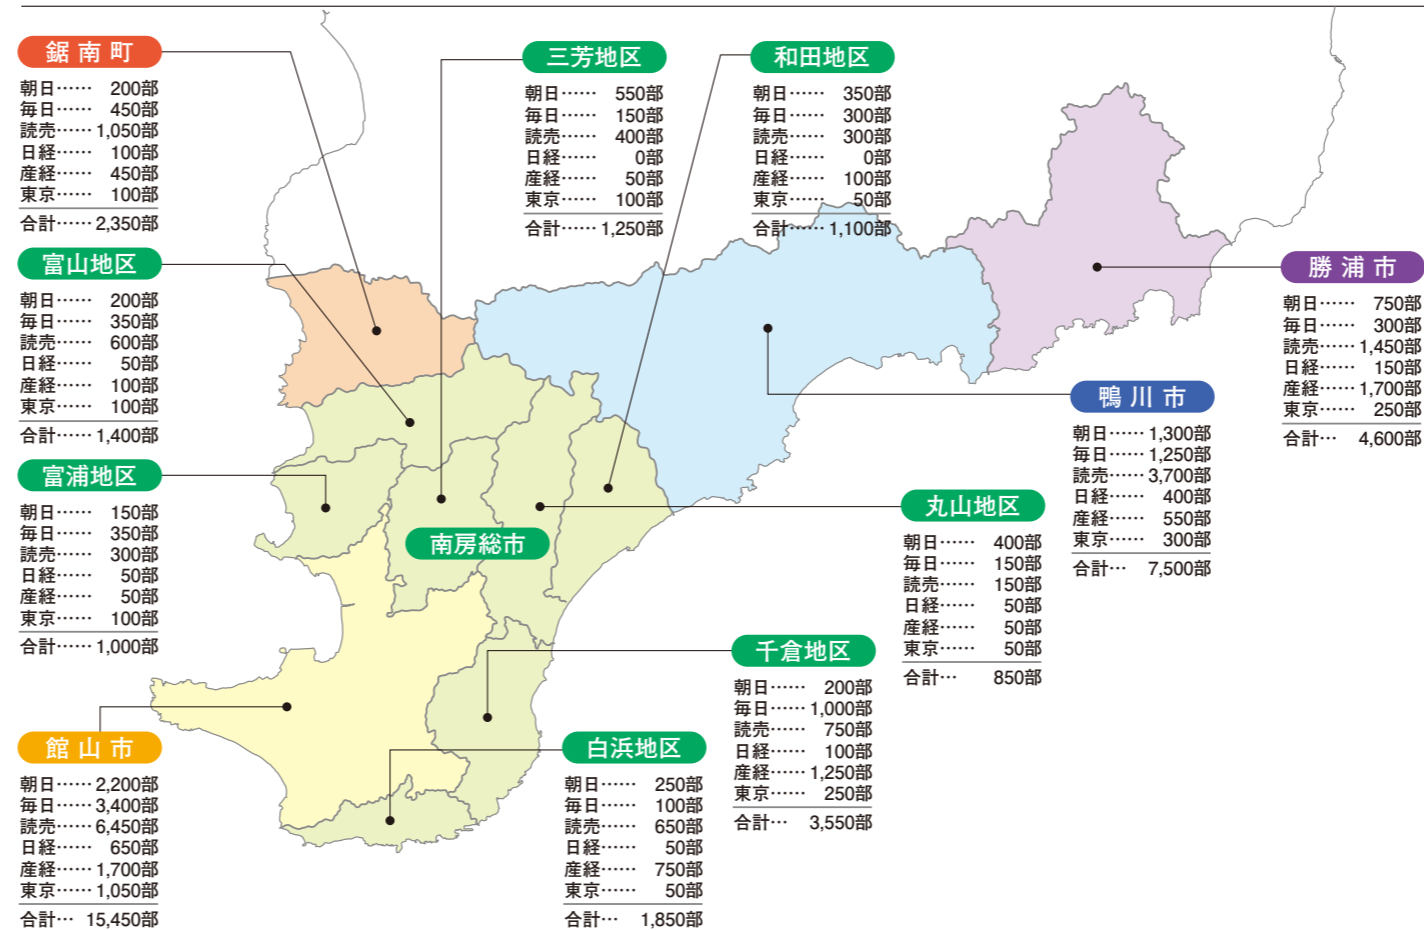 鋸南町
朝日…… 200部
毎日…… 450部
読売…… 1,050部
日経…… 100部
産経…… 450部
東京…… 100部
合計…… 2,350部
富山地区
朝日…… 200部
毎日…… 350部
読売…… 600部
日経…… 50部
産経…… 100部
東京…… 100部
合計…… 1,400部
富浦地区
朝日…… 150部
毎日…… 350部
読売…… 300部
日経…… 50部
産経…… 50部
東京…… 100部
合計…… 1,000部
館山市
朝日…… 2,200部
毎日…… 3,400部
読売…… 6,450部
日経…… 650部
産経…… 1,700部
東京…… 1,050部
合計… 15,450部
三芳地区
朝日…… 550部
毎日…… 150部
読売…… 400部
日経…… 0部
産経…… 50部
東京…… 100部
合計…… 1,250部
和田地区
朝日…… 350部
毎日…… 300部
読売…… 300部
日経…… 0部
産経…… 100部
東京…… 50部
合計…… 1,100部
南房総市
白浜地区
朝日…… 250部
毎日…… 100部
読売…… 650部
日経…… 50部
産経…… 750部
東京…… 50部
合計… 1,850部
千倉地区
朝日…… 200部
毎日…… 1,000部
読売…… 750部
日経…… 100部
産経…… 1,250部
東京…… 250部
合計… 3,550部
丸山地区
朝日…… 400部
毎日…… 150部
読売…… 150部
日経…… 50部
産経…… 50部
東京…… 50部
合計… 850部
鴨川市
朝日…… 1,300部
毎日…… 1,250部
読売…… 3,700部
日経…… 400部
産経…… 550部
東京…… 300部
合計… 7,500部
勝浦市
朝日…… 750部
毎日…… 300部
読売…… 1,450部
日経…… 150部
産経…… 1,700部
東京…… 250部
合計… 4,600部